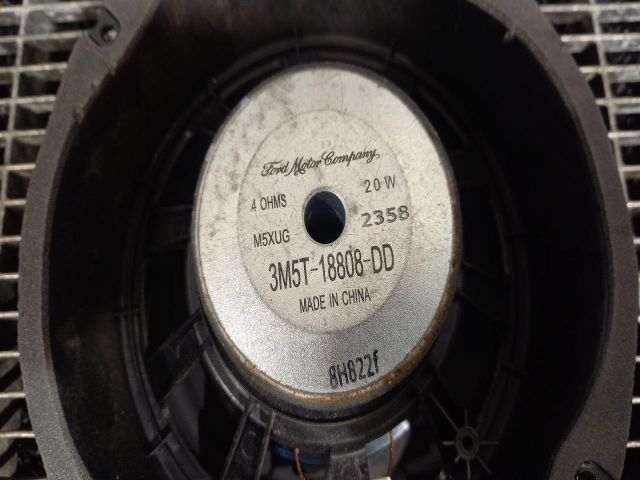 Ford Motor Company
4 OHMS 20 W
M5XUG 2358
3M5T-18808-DD
MADE IN CHINA
8H822f